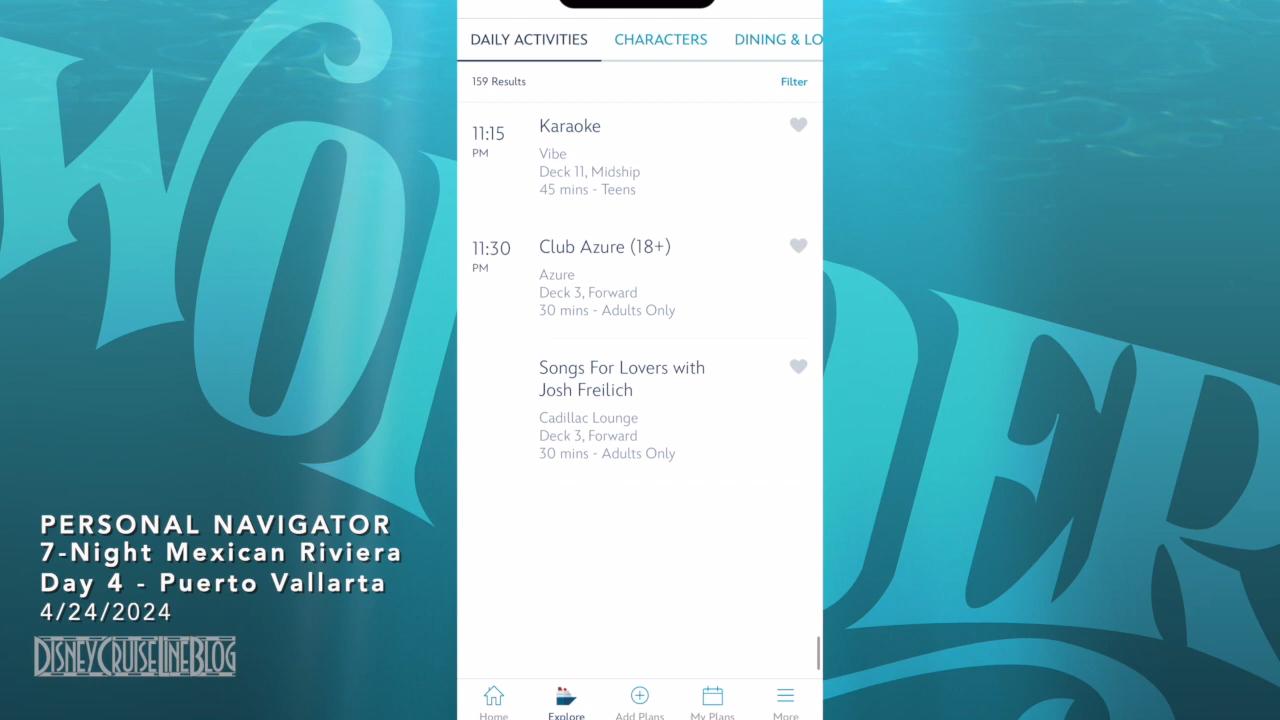 WONDER
DAILY ACTIVITIES
CHARACTERS
DINING & LO
159 Results
Filter
11:15
PM
Karaoke
Vibe
Deck 11, Midship
45 mins - Teens
11:30
PM
Club Azure (18+)
Azure
Deck 3, Forward
30 mins - Adults Only
Songs For Lovers with
Josh Freilich
Cadillac Lounge
Deck 3, Forward
30 mins - Adults Only
PERSONAL NAVIGATOR
7-Night Mexican Riviera
Day 4 - Puerto Vallarta
4/24/2024
DISNEYCRUISELINEBLOG
Home
Explore
Add Plans
My Plans
More